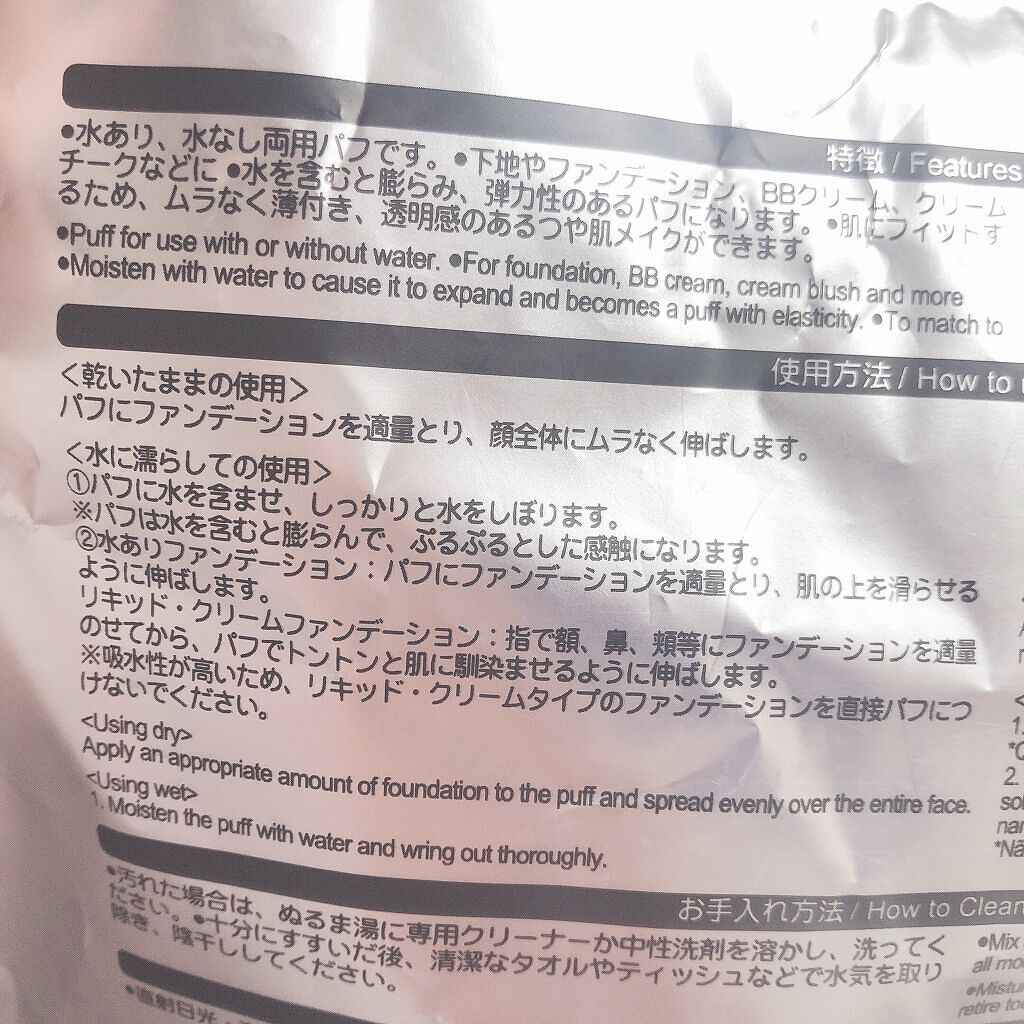 特徴 / Features
●水あり、水なし両用パフです。●下地やファンデーション、BBクリーム、クリーム
チークなどに ●水を含むと膨らみ、弾力性のあるパフになります。●肌にフィットす
るため、ムラなく薄付き、透明感のあるつや肌メイクができます。
●Puff for use with or without water. ●For foundation, BB cream, cream blush and more
●Moisten with water to cause it to expand and becomes a puff with elasticity. ●To match to
使用方法 / How to
<乾いたままの使用>
パフにファンデーションを適量とり、顔全体にムラなく伸ばします。
<水に濡らしての使用>
①パフに水を含ませ、しっかりと水をしぼります。
※パフは水を含むと膨らんで、ぷるぷるとした感触になります。
②水ありファンデーション：パフにファンデーションを適量とり、肌の上を滑らせる
ように伸ばします。
リキッド・クリームファンデーション：指で額、鼻、頬等にファンデーションを適量
のせてから、パフでトントンと肌に馴染ませるように伸ばします。
※吸水性が高いため、リキッド・クリームタイプのファンデーションを直接パフにつ
けないでください。
<Using dry>
Apply an appropriate amount of foundation to the puff and spread evenly over the entire face.
<Using wet>
1. Moisten the puff with water and wring out thoroughly.
<
1.
2.
お手入れ方法 / How to Clean
●汚れた場合は、ぬるま湯に専用クリーナーか中性洗剤を溶かし、洗ってく
ださい。●十分にすすいだ後、清潔なタオルやティッシュなどで水気を取り
除き、陰干ししてください。
●Mix
all
retire
●直射日光・